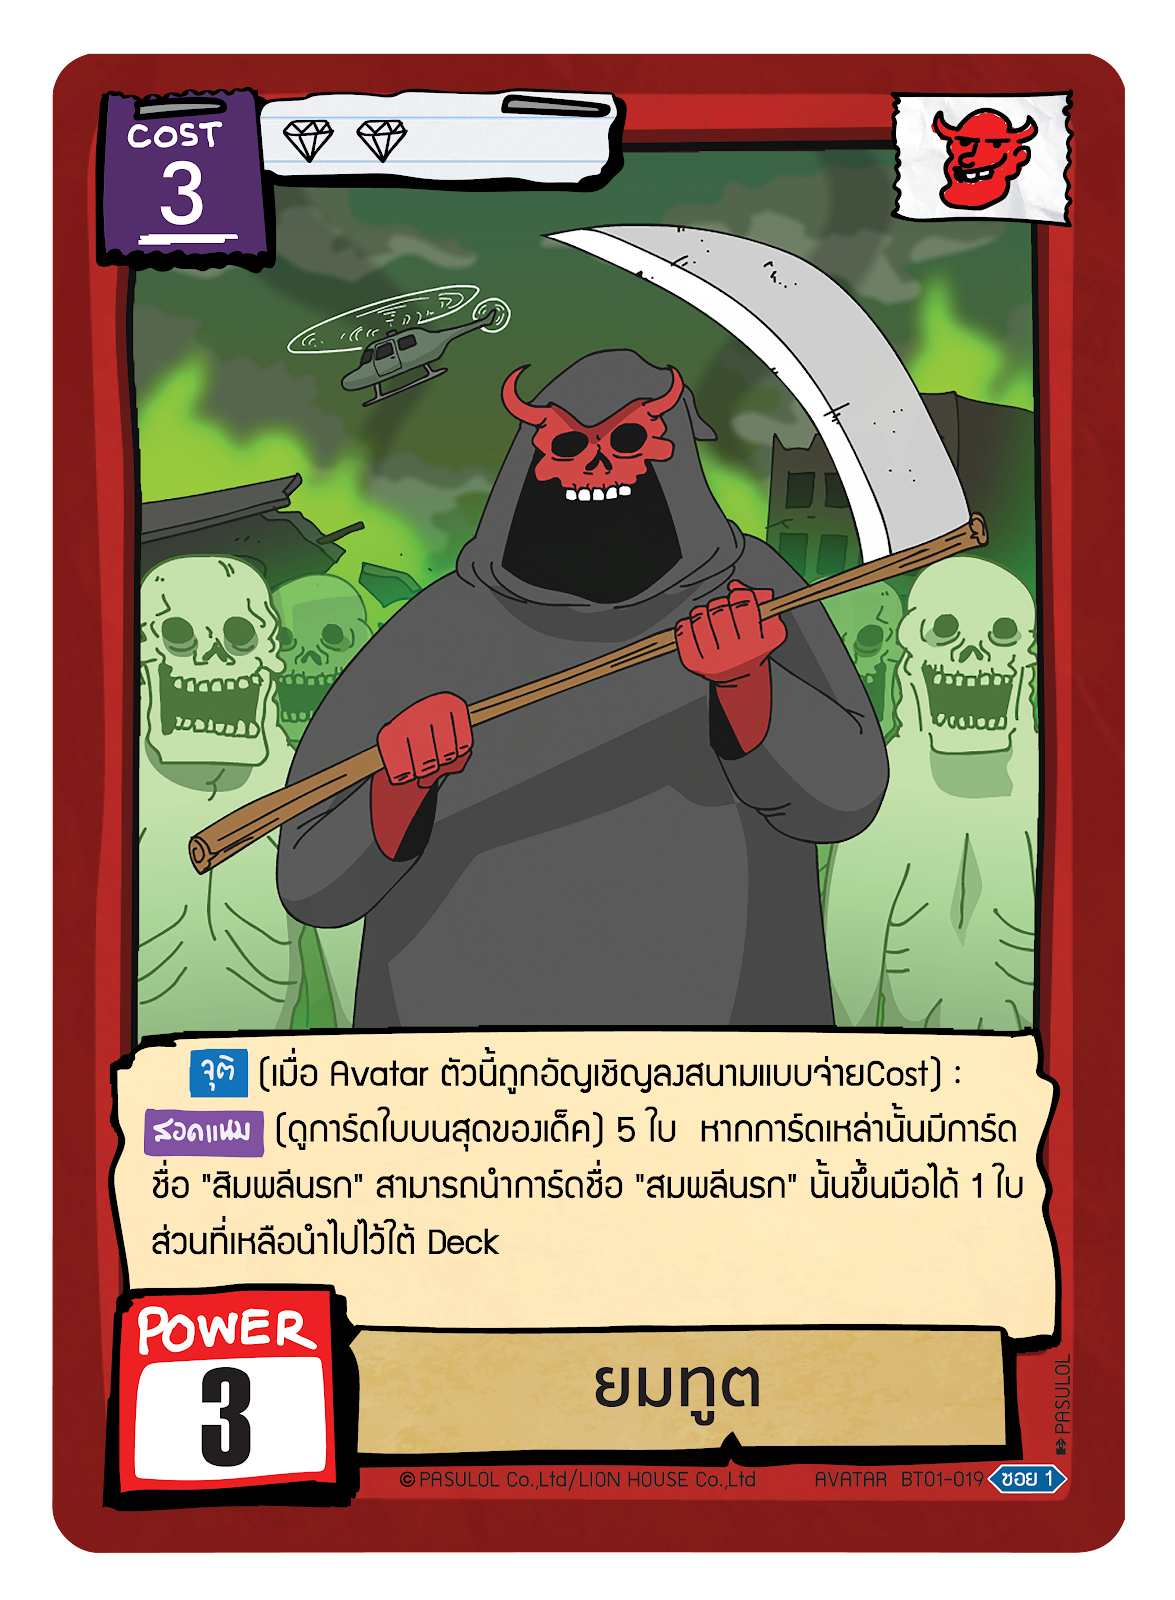 COST
3
จุติ (เมื่อ Avatar ตัวนี้ถูกอัญเชิญลงสนามแบบจ่ายCost) :
สอดแนม (ดูการ์ดใบบนสุดของเด็ค) 5 ใบ หากการ์ดเหล่านั้นมีการ์ด
ชื่อ "สิมพลีนรก" สามารถนำการ์ดชื่อ "สมพลีนรก" นั้นขึ้นมือได้ 1 ใบ
ส่วนที่เหลือนำไปไว้ใต้ Deck
POWER
3
ยมทูต
PASULOL
© PASULOL Co.,Ltd/LION HOUSE Co.,Ltd
AVATAR BT01-019 ซอย 1